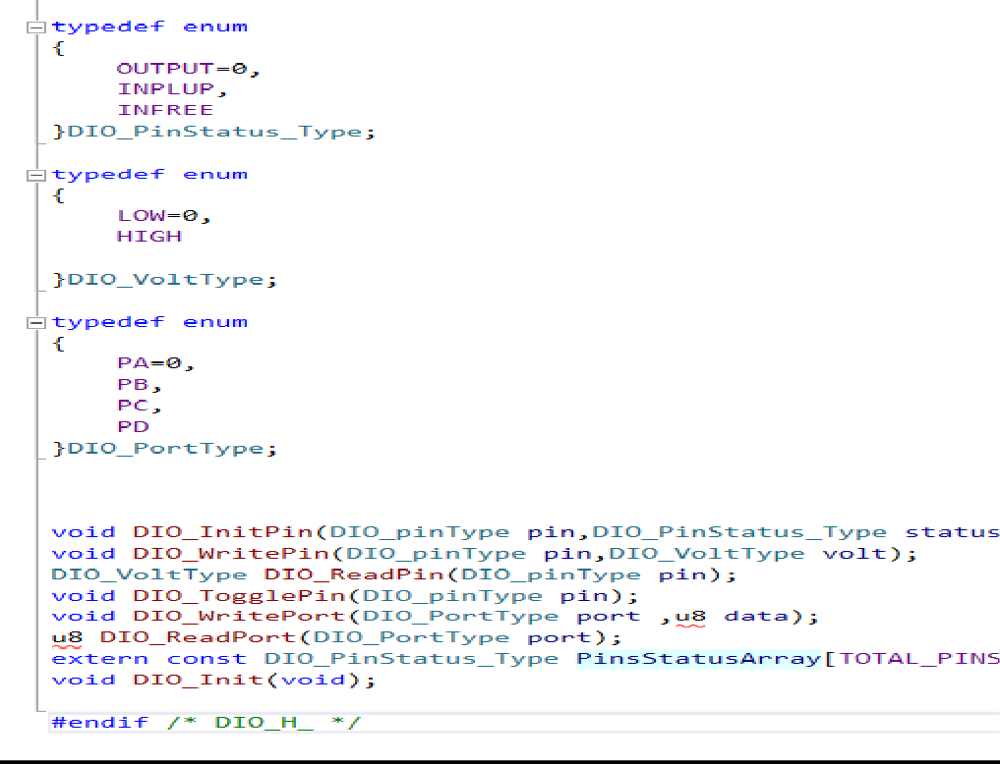 typedef enum
{
OUTPUT=0,
INPLUP,
INFREE
}DIO_PinStatus_Type;
typedef enum
{
LOW=0,
HIGH
}DIO_VoltType;
typedef enum
{
PA=0,
PB,
PC,
PD
}DIO_PortType;
void DIO_InitPin(DIO_pinType pin,DIO_PinStatus_Type status
void DIO_WritePin(DIO_pinType pin,DIO_VoltType volt);
DIO_VoltType DIO_ReadPin(DIO_pinType pin);
void DIO_TogglePin(DIO_pinType pin);
void DIO_WritePort(DIO_PortType port ,u8 data);
u8 DIO_ReadPort(DIO_PortType port);
extern const DIO_PinStatus_Type PinsStatusArray[TOTAL_PINS
void DIO_Init(void);
#endif /* DIO_H_ */